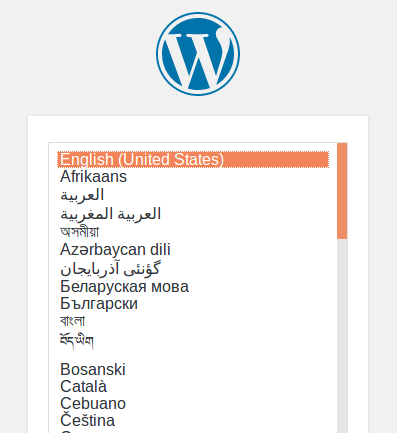 English (United States)
Afrikaans
العربية
العربية المغربية
অসমীয়া
Azərbaycan dili
گؤنئی آذربایجان
Беларуская мова
Български
বাংলা
བོད་ཡིག
Bosanski
Català
Cebuano
Čeština